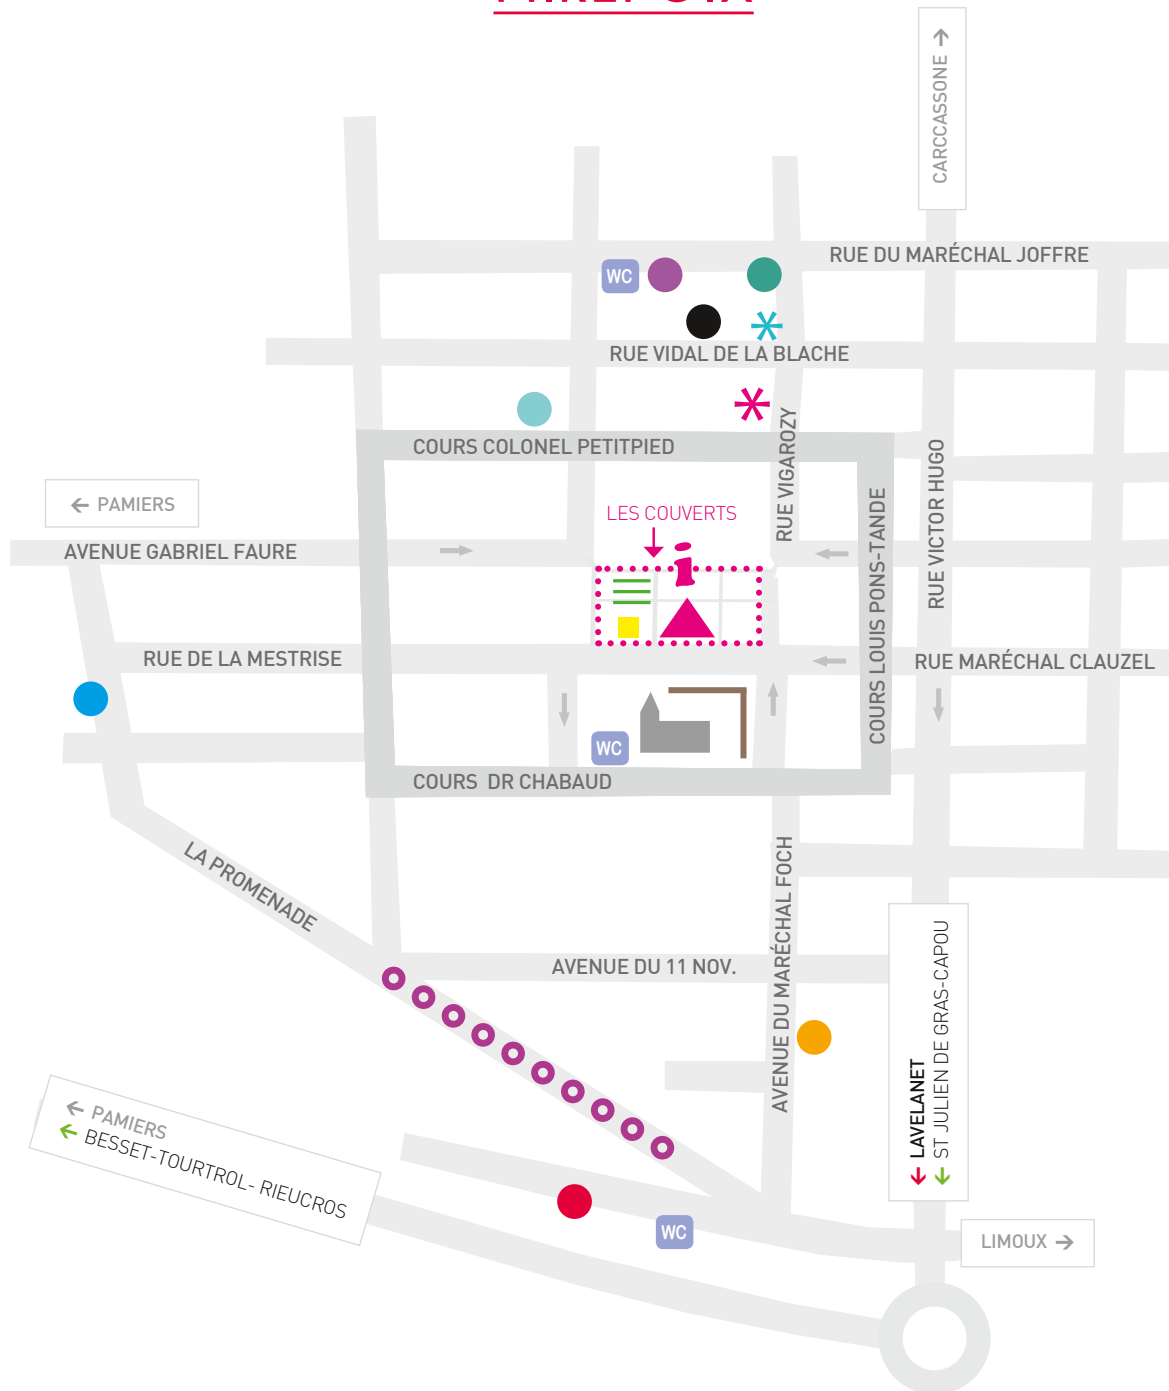 MIREPOIX
CARCCASSONE →
RUE DU MARÉCHAL JOFFRE
WC
RUE VIDAL DE LA BLACHE
COURS COLONEL PETITPIED
RUE VIGAROZY
RUE VICTOR HUGO
← PAMIERS
LES COUVERTS
COURS LOUIS PONS-TANDE
AVENUE GABRIEL FAURE
i
RUE DE LA MESTRISE
RUE MARÉCHAL CLAUZEL
WC
COURS DR CHABAUD
LA PROMENADE
AVENUE DU MARÉCHAL FOCH
AVENUE DU 11 NOV.
← LAVELANET
← ST JULIEN DE GRAS-CAPOU
← PAMIERS
← BESSET-TOURTROL- RIEUCROS
WC
LIMOUX →